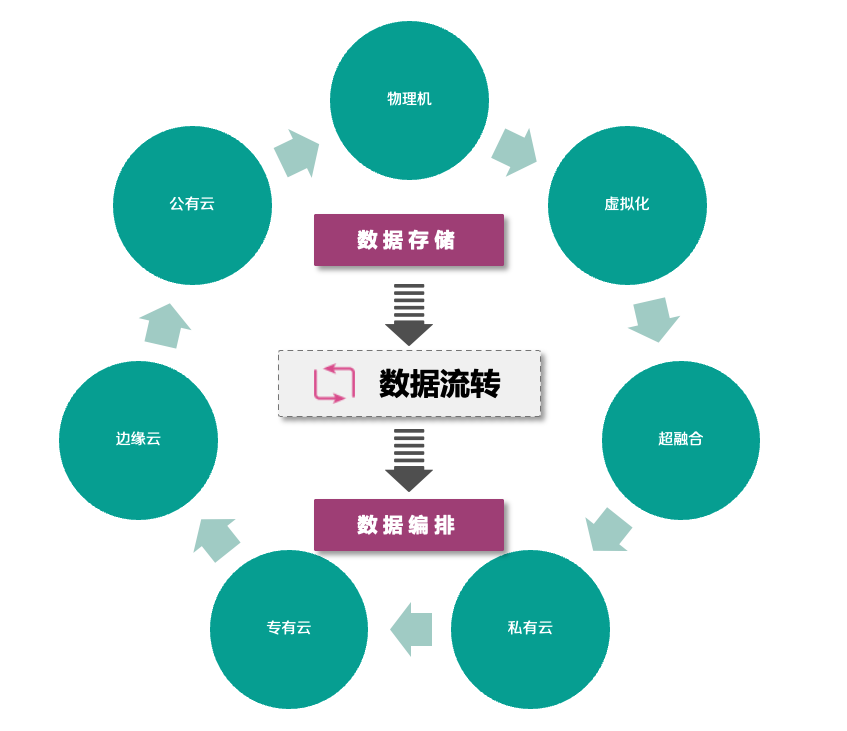 物理机
公有云
虚拟化
数据存储
数据流转
边缘云
超融合
数据编排
专有云
私有云